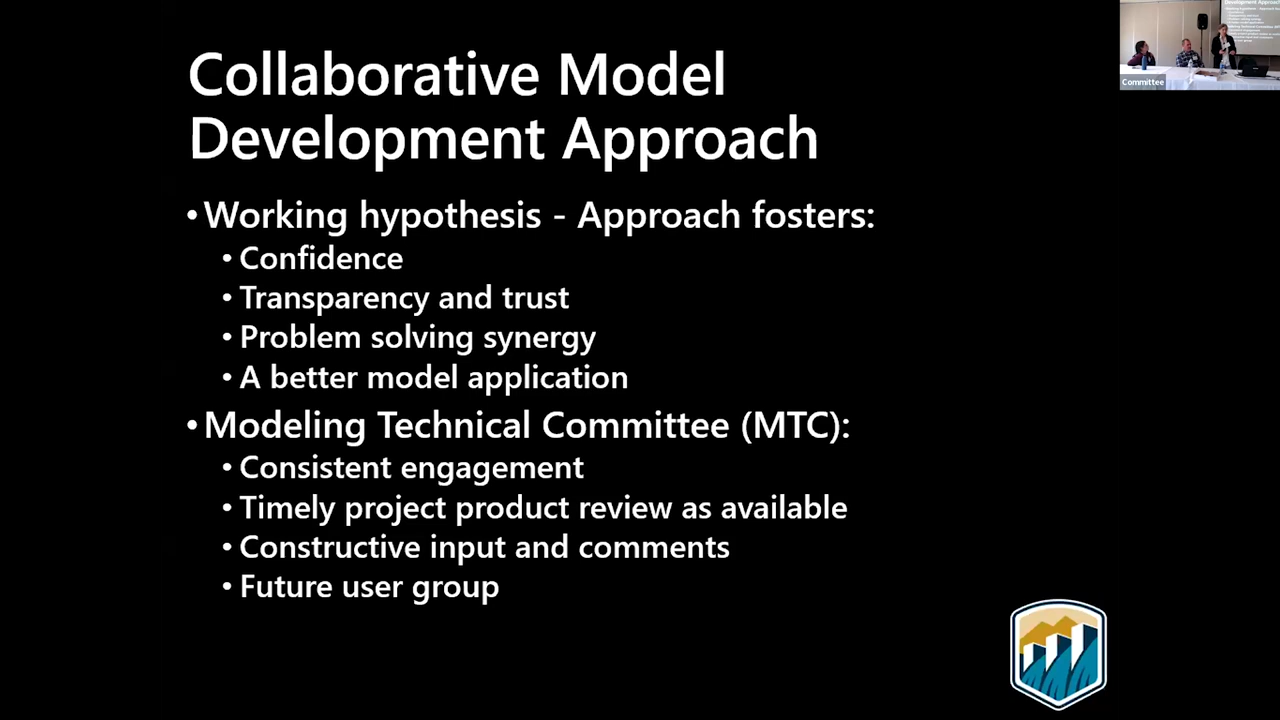 Collaborative Model
Development Approach
• Working hypothesis - Approach fosters:
• Confidence
• Transparency and trust
• Problem solving synergy
• A better model application
• Modeling Technical Committee (MTC):
• Consistent engagement
• Timely project product review as available
• Constructive input and comments
• Future user group
Committee